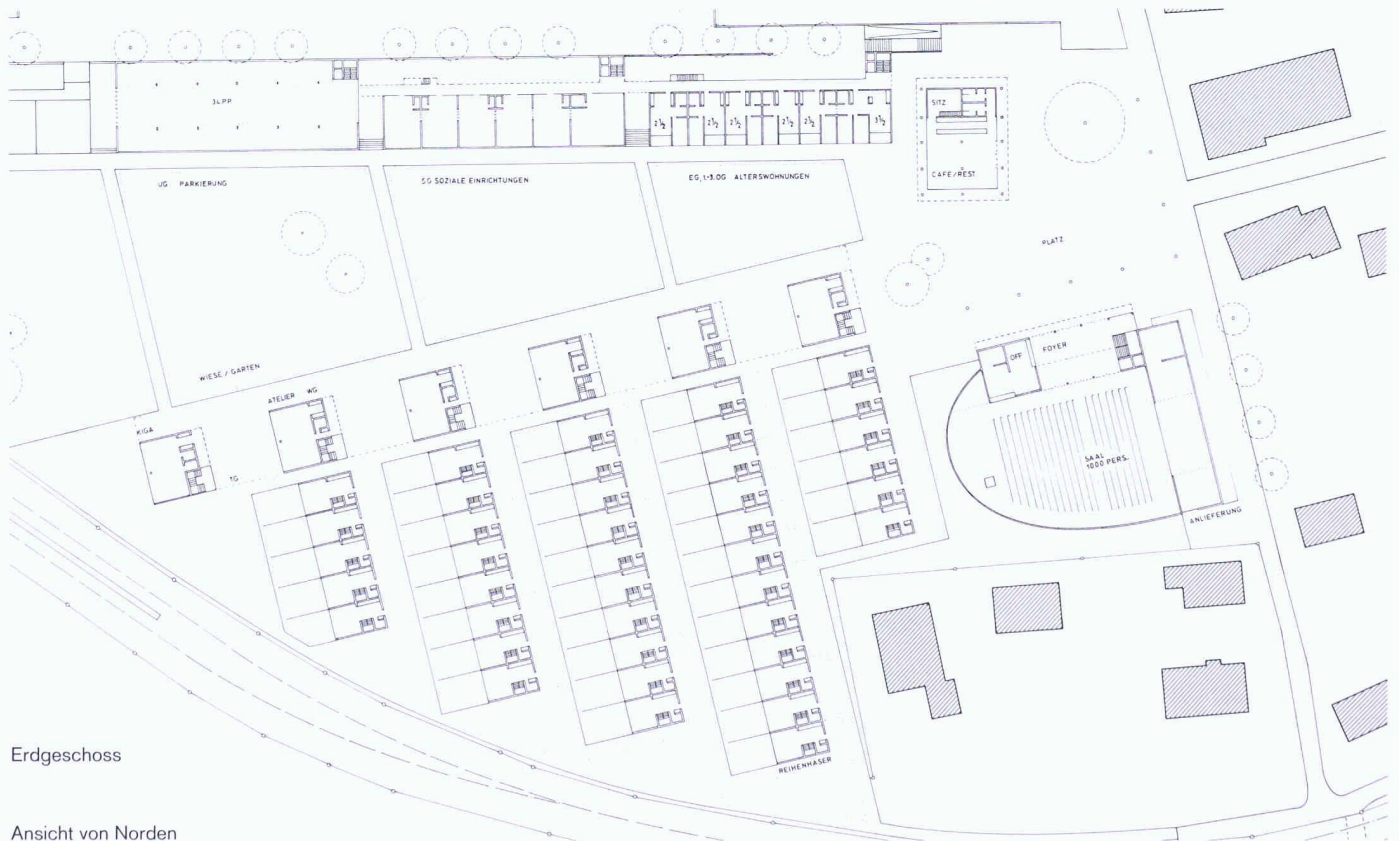 34 PP
2½
2½
2½
2½
2½
3½
SITZ
CAFE/REST.
UG PARKIERUNG
SG SOZIALE EINRICHTUNGEN
EG, 1-3.OG ALTERSWOHNUNGEN
PLATZ
WIESE / GARTEN
ATELIER WG
KIGA
TG
OFF
FOYER
SAAL
1000 PERS.
ANLIEFERUNG
REIHENHÄSER
Erdgeschoss
Ansicht von Norden